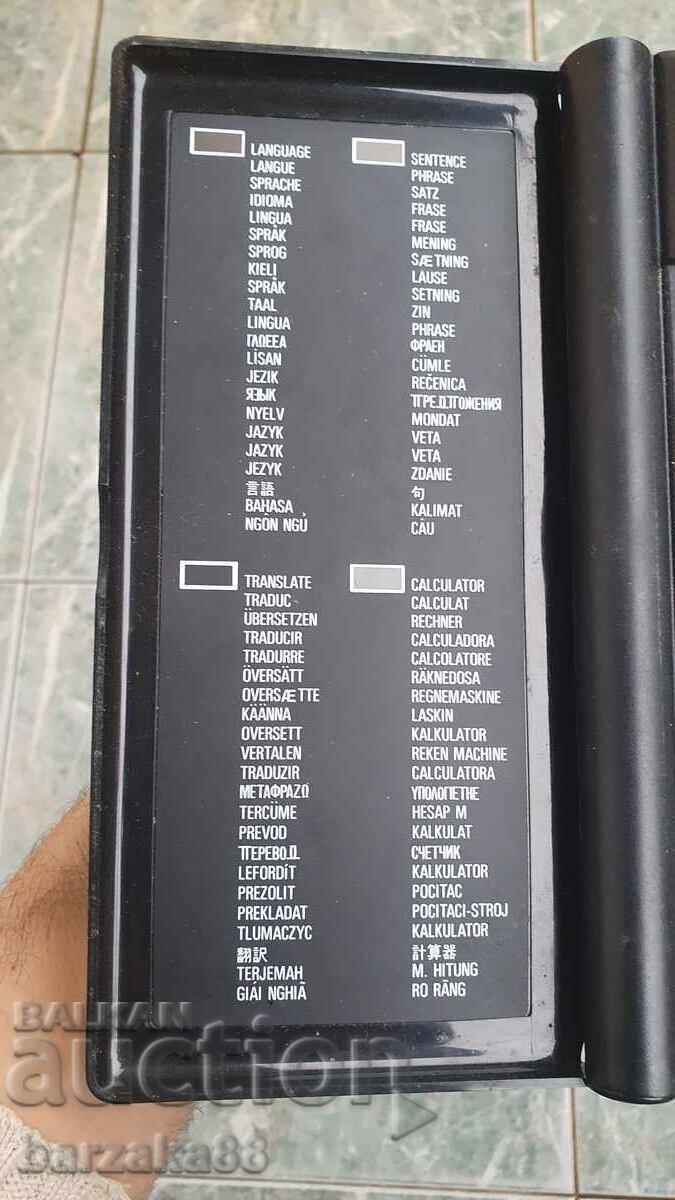 LANGUAGE
LANGUE
SPRACHE
IDIOMA
LINGUA
SPRÅK
SPROG
KIELI
SPRÅK
TAAL
LINGUA
ΓΛΩΕΕΑ
LİSAN
JEZIK
ЯЗЫК
NYELV
JAZYK
JAZYK
JEZYK
言語
BAHASA
NGÔN NGỦ
SENTENCE
PHRASE
SATZ
FRASE
FRASE
MENING
SÆTNING
LAUSE
SETNING
ZIN
PHRASE
ΦΡΑΕΗ
CÜMLE
REČENICA
ПРЕДЛОЖЕНИЯ
MONDAT
VETA
VETA
ZDANIE
句
KALIMAT
CÂU
TRANSLATE
TRADUC
ÜBERSETZEN
TRADUCIR
TRADURRE
ÖVERSÄTT
OVERSÆTTE
KÄÄNNA
OVERSETT
VERTALEN
TRADUZIR
ΜΕΤΑΦΡΑΖΩ
TERCÜME
PREVOD
ПЕРЕВОД
LEFORDÍT
PREZOLIT
PREKLADAT
TLUMACZYC
翻訳
TERJEMAH
GIÁI NGHIÃ
CALCULATOR
CALCULAT
RECHNER
CALCULADORA
CALCOLATORE
RÄKNEDOSA
REGNEMASKINE
LASKIN
KALKULATOR
REKEN MACHINE
CALCULATORA
ΥΠΟΛΟΓΕΤΗΕ
HESAP M
KALKULAT
СЧЕТЧИК
KALKULATOR
POCITAC
POCITACI-STROJ
KALKULATOR
計算器
M. HITUNG
RO RĂNG
BALKAN
auction
barzaka88